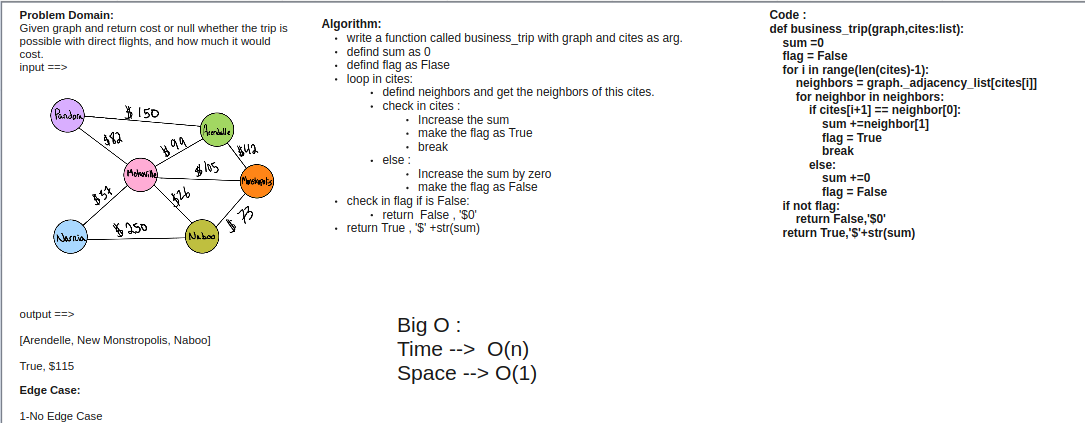 Problem Domain:
Given graph and return cost or null whether the trip is
possible with direct flights, and how much it would
cost.
input ==>
Pandora
$150
Arendelle
$82
$99
$42
Metroville
$105
Monstropolis
$37
$26
$73
Narnia
$250
Naboo
output ==>
[Arendelle, New Monstropolis, Naboo]
True, $115
Edge Case:
1-No Edge Case
Algorithm:
• write a function called business_trip with graph and cites as arg.
• defind sum as 0
• defind flag as Flase
• loop in cites:
• defind neighbors and get the neighbors of this cites.
• check in cites :
• Increase the sum
• make the flag as True
• break
• else :
• Increase the sum by zero
• make the flag as False
• check in flag if is False:
• return False , '$0'
• return True , '$' +str(sum)
Big O :
Time --> O(n)
Space --> O(1)
Code :
def business_trip(graph,cites:list):
sum =0
flag = False
for i in range(len(cites)-1):
neighbors = graph._adjacency_list[cites[i]]
for neighbor in neighbors:
if cites[i+1] == neighbor[0]:
sum +=neighbor[1]
flag = True
break
else:
sum +=0
flag = False
if not flag:
return False,'$0'
return True,'$'+str(sum)